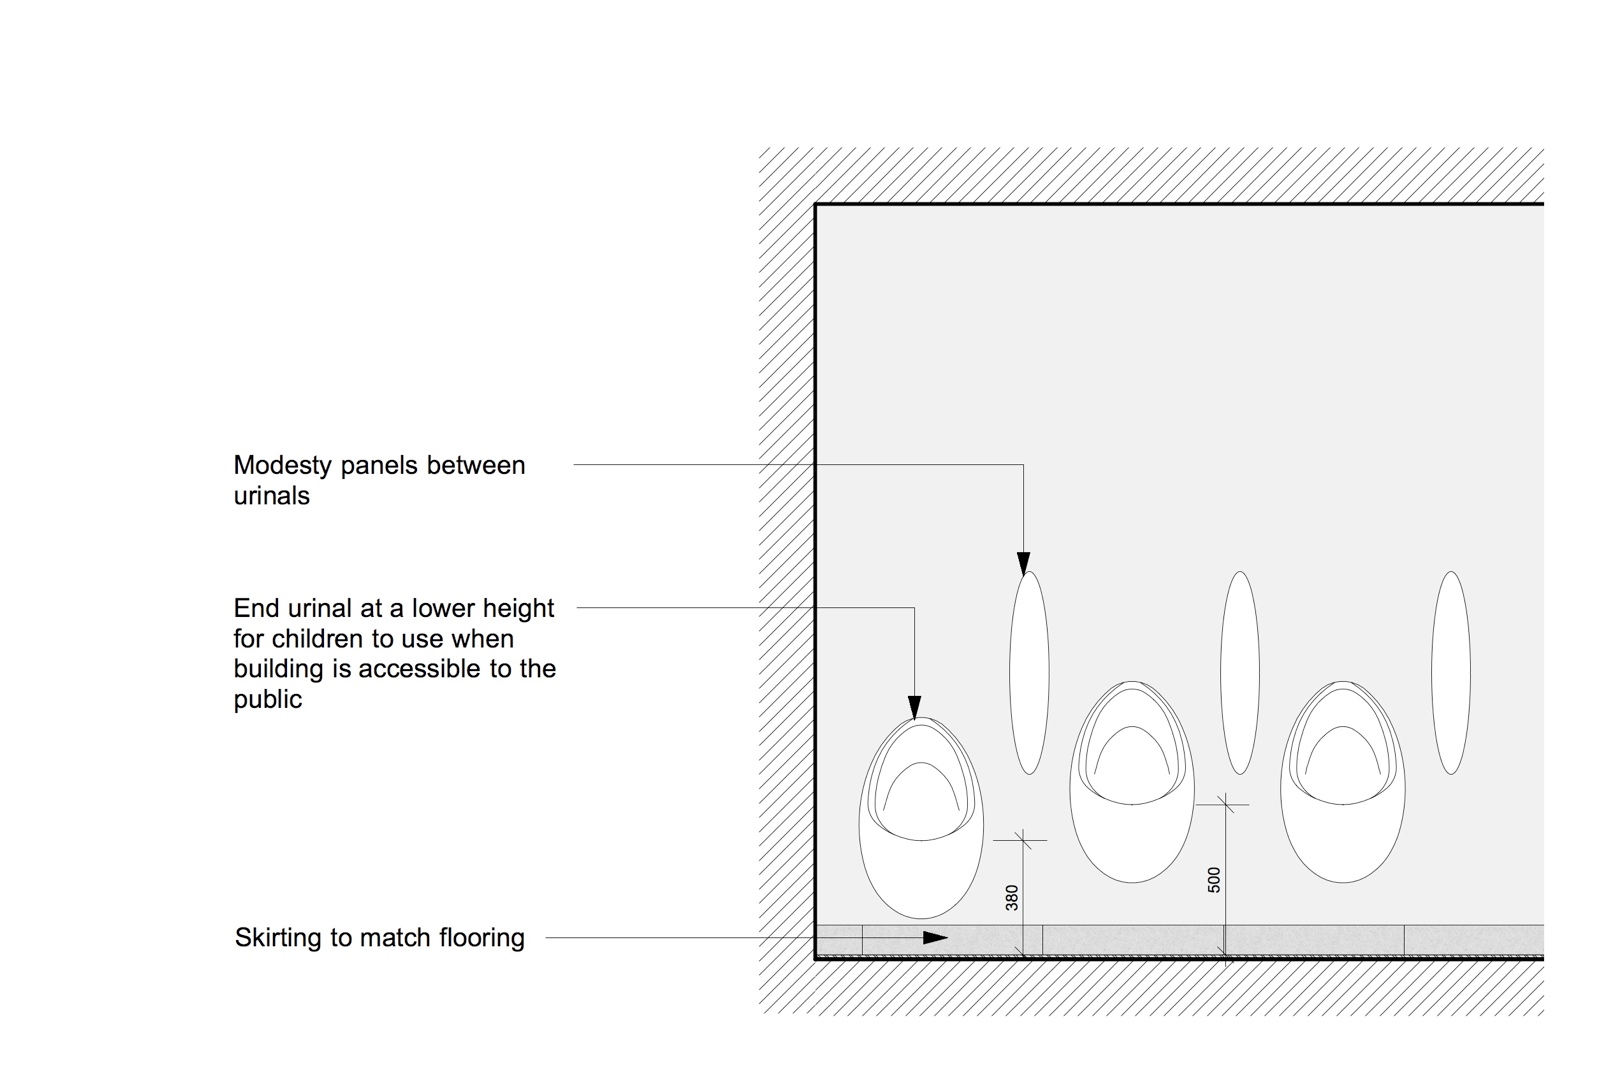 Modesty panels between
urinals
End urinal at a lower height
for children to use when
building is accessible to the
public
380
500
Skirting to match flooring